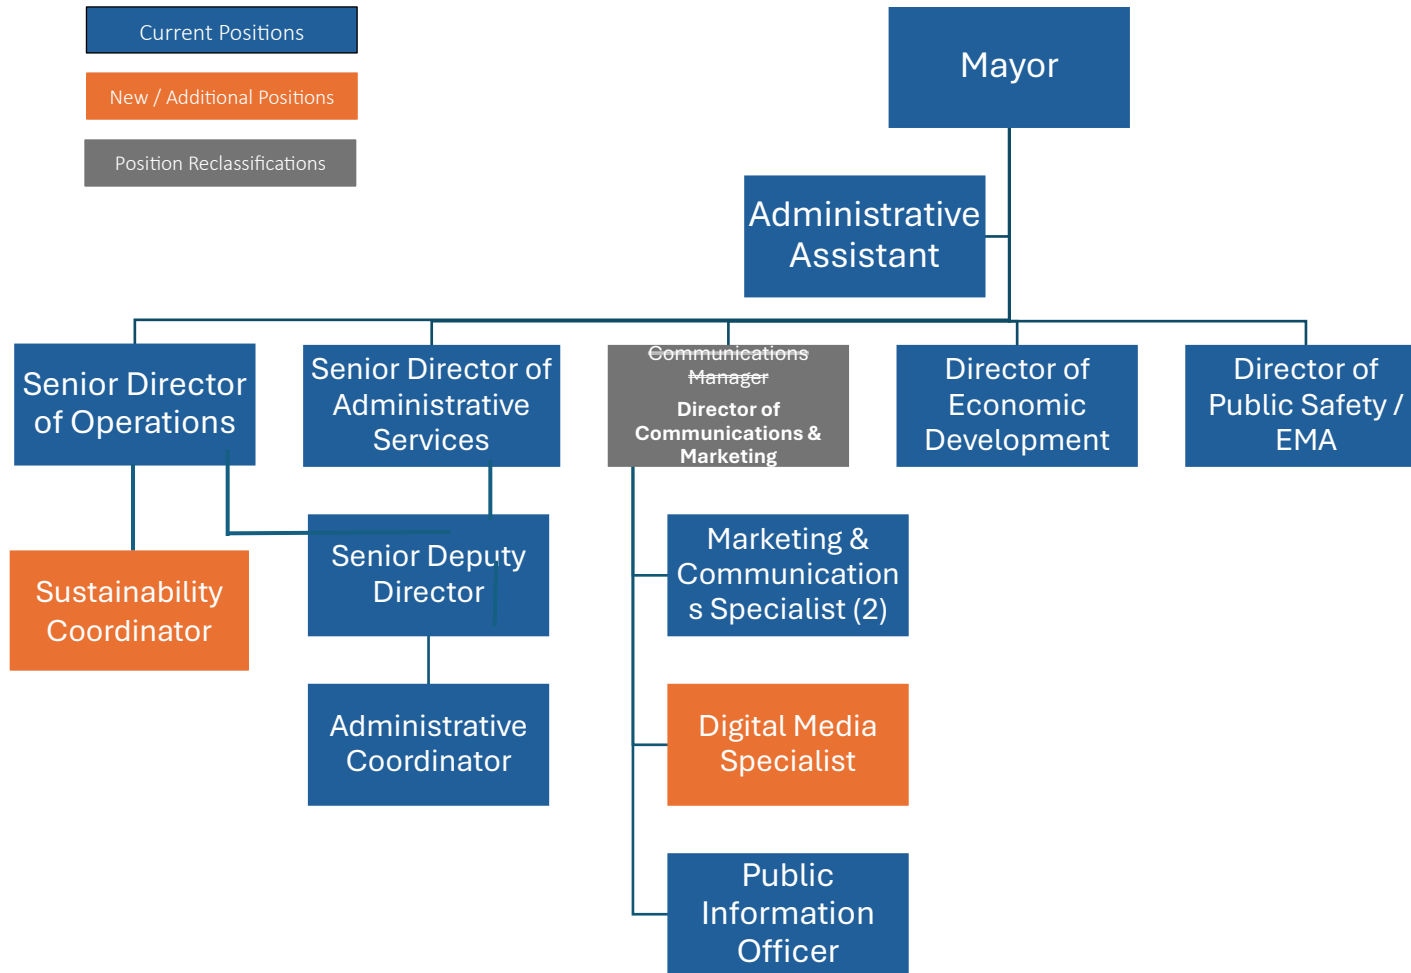 Current Positions
New / Additional Positions
Position Reclassifications
Mayor
Administrative
Assistant
Senior Director
of Operations
Senior Director of
Administrative
Services
Communications
Manager
Director of
Communications &
Marketing
Director of
Economic
Development
Director of
Public Safety /
EMA
Sustainability
Coordinator
Senior Deputy
Director
Administrative
Coordinator
Marketing &
Communication
s Specialist (2)
Digital Media
Specialist
Public
Information
Officer